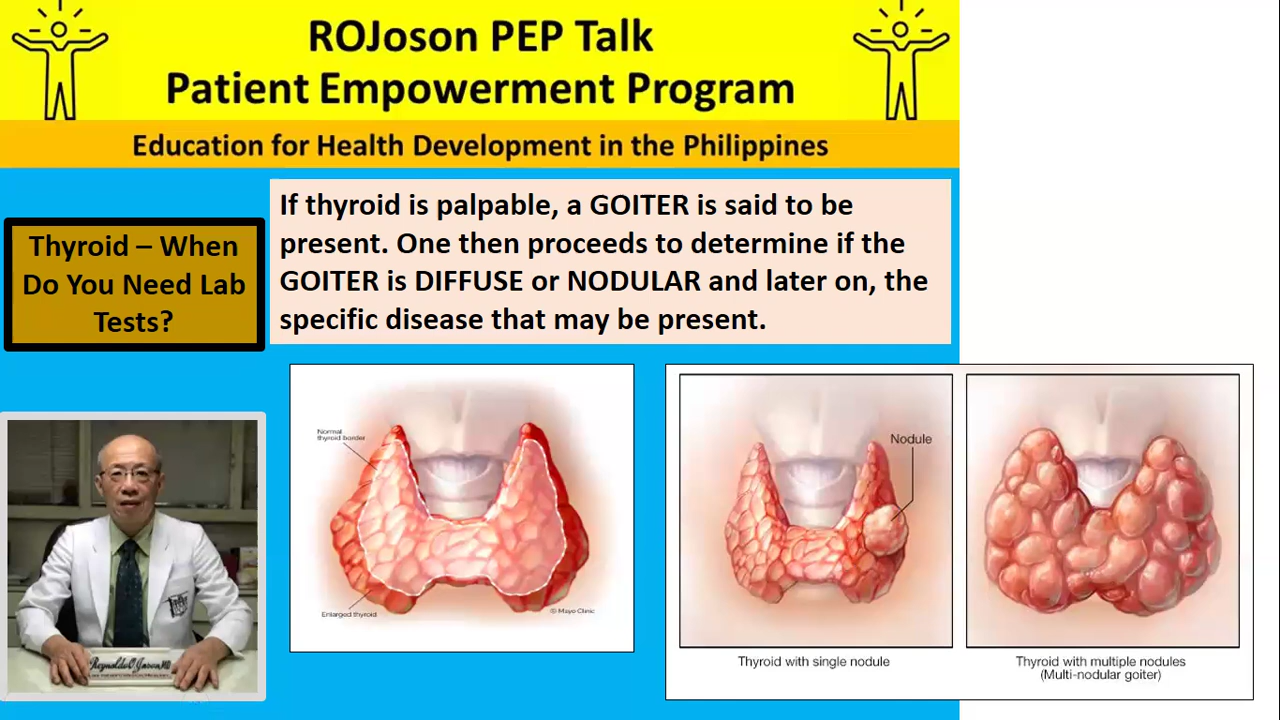 ROJoson PEP Talk
Patient Empowerment Program
Education for Health Development in the Philippines
Thyroid – When
Do You Need Lab
Tests?
If thyroid is palpable, a GOITER is said to be
present. One then proceeds to determine if the
GOITER is DIFFUSE or NODULAR and later on, the
specific disease that may be present.
Normal
thyroid border
Enlarged thyroid
© Mayo Clinic
Nodule
Thyroid with single nodule
Thyroid with multiple nodules
(Multi-nodular goiter)
Reynaldo O. Joson, MD